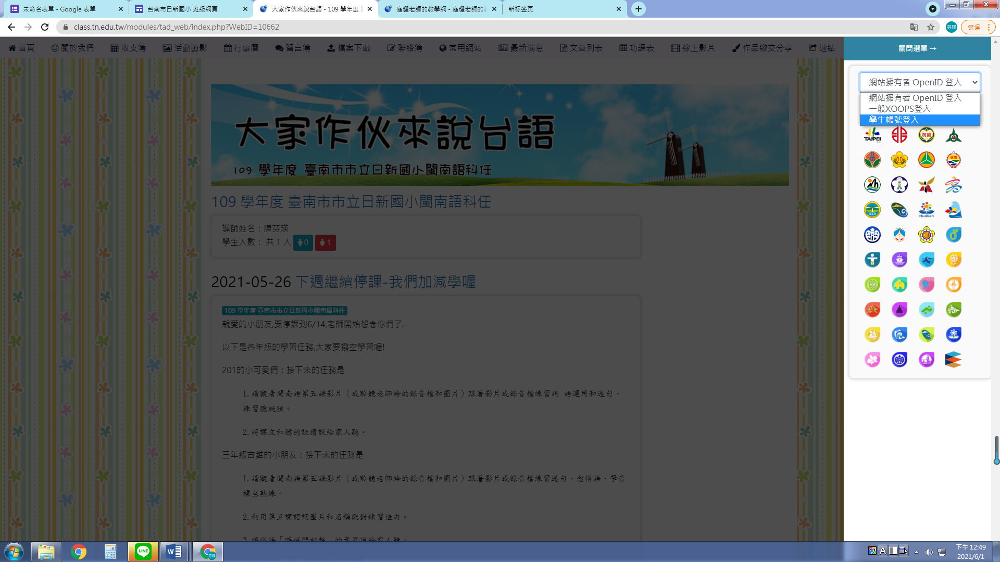 未命名表單 - Google 表單
台南市日新國小 班級網頁
大家作伙來說台語 - 109 學年度
庭燿老師的教學網 - 庭燿老師的
新标签页
class.tn.edu.tw/modules/tad_web/index.php?WebID=10662
芬瑛
错误
首頁 關於我們 收支簿 活動剪影 行事曆 留言簿 檔案下載 聯絡簿 常用網站 最新消息 文章列表 功課表 線上影片 作品繳交分享 連結
關閉選單 →
網站擁有者 OpenID 登入
網站擁有者 OpenID 登入
一般XOOPS登入
學生帳號登入
TAIPEI
桃園
Hualien
大家作伙來說台語
109 學年度 臺南市市立日新國小閩南語科任
109 學年度 臺南市市立日新國小閩南語科任
導師姓名：陳芬瑛
學生人數： 共 1 人 0 1
2021-05-26 下週繼續停課-我們加減學喔
109 學年度 臺南市市立日新國小閩南語科任
親愛的小朋友,要停課到6/14,老師開始想念你們了.
以下是各年級的學習任務,大家要撥空學習喔!
201的小可愛們：接下來的任務是
1. 請觀看閩南語第五課影片（或聆聽老師給的錄音檔和圖片）跟著影片或錄音檔練習詞 語運用和造句、
練習臆謎猜。
2. 將課文和臆的謎猜說給家人聽。
三年級古錐的小朋友：接下來的任務是
1. 請觀看閩南語第五課影片（或聆聽老師給的錄音檔和圖片）跟著影片或錄音檔練習造句、念俗語、學音
標至熟練。
2. 利用第五課語詞圖片和名稱配對練習造句。
3. 將俗語「時好閂相報」的意思說給家人聽。
LINE
W
芬瑛
A
下午 12:49
2021/6/1